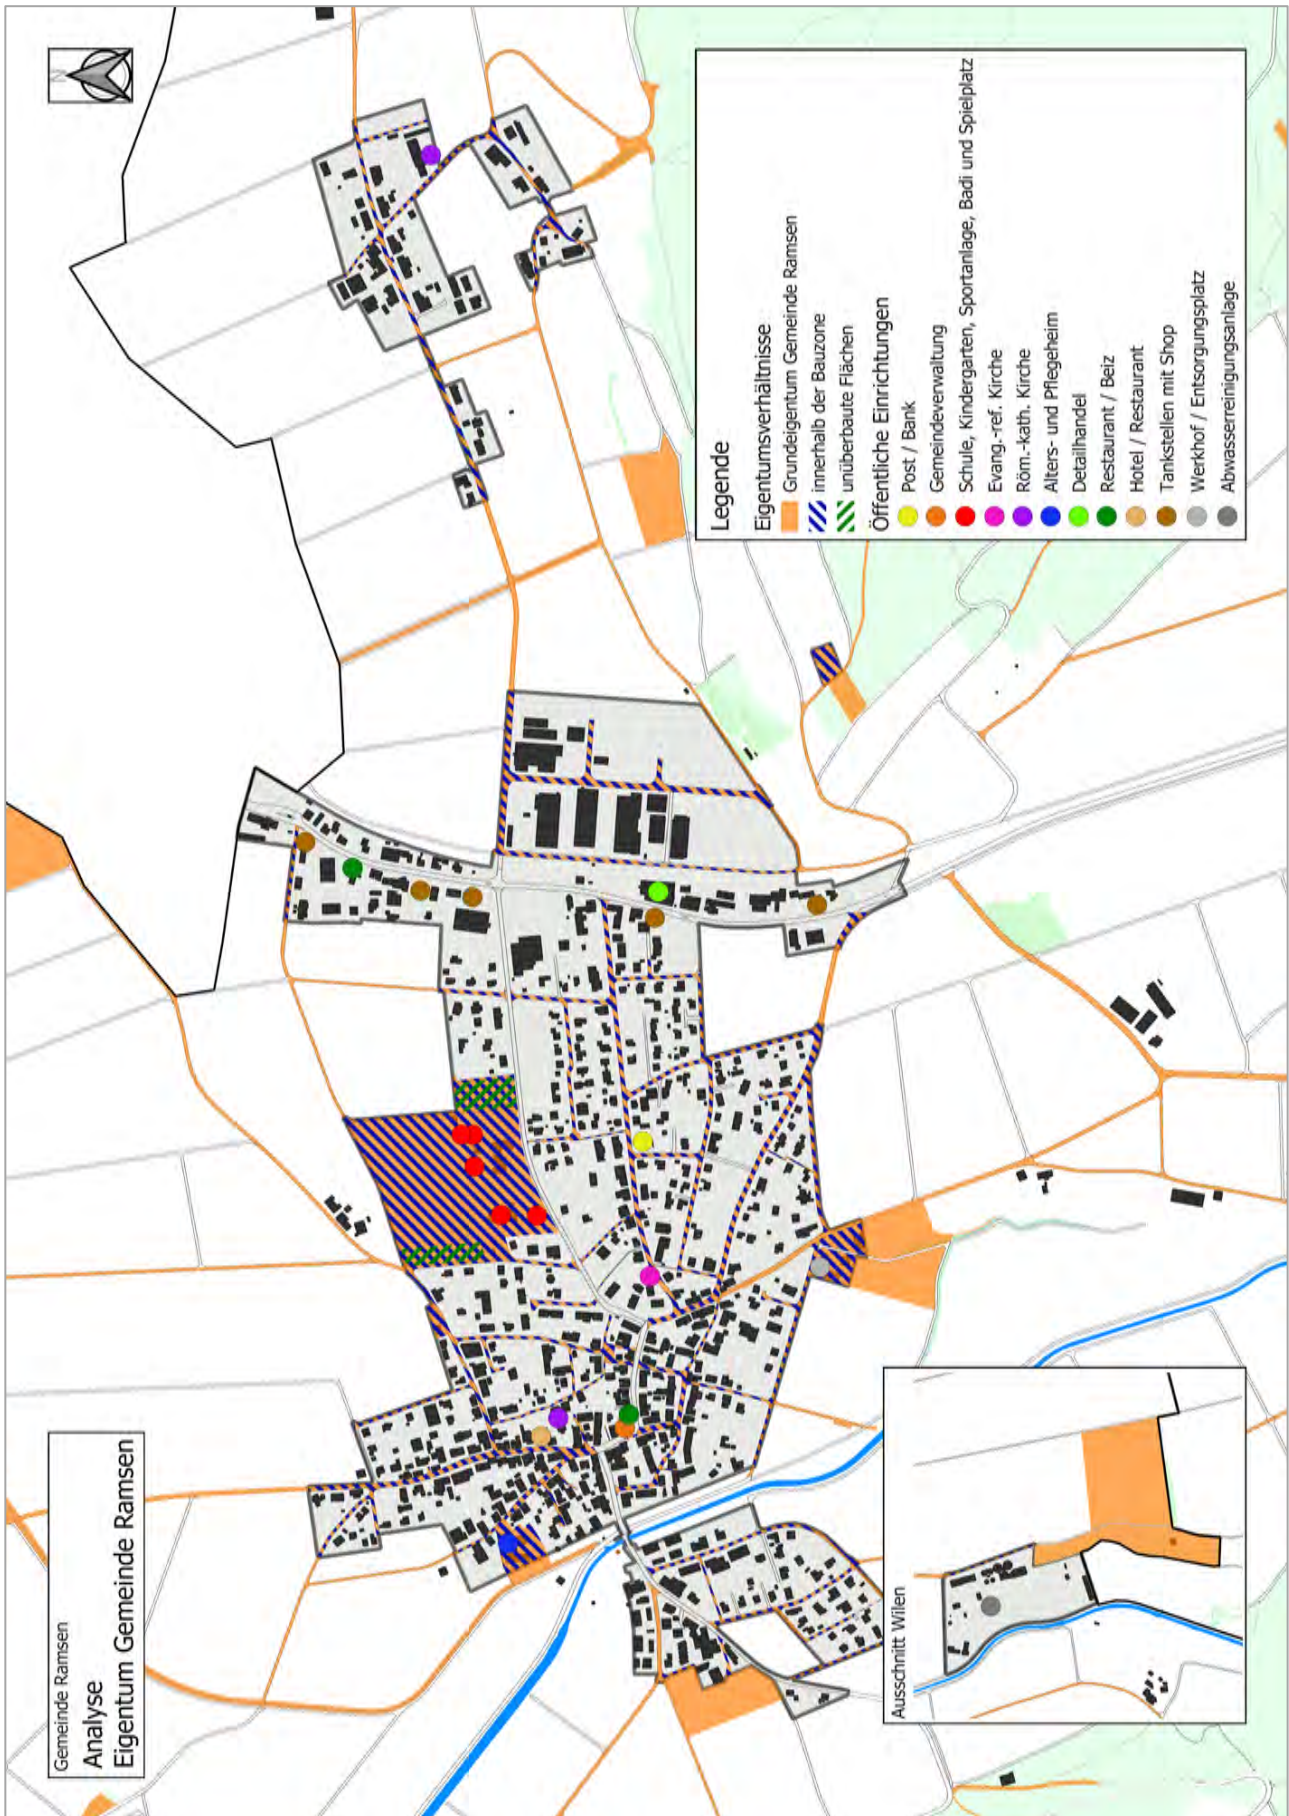 Gemeinde Ramsen
Analyse
Eigentum Gemeinde Ramsen
N
Legende
Eigentumsverhältnisse
Grundeigentum Gemeinde Ramsen
innerhalb der Bauzone
unüberbaute Flächen
Öffentliche Einrichtungen
Post / Bank
Gemeindeverwaltung
Schule, Kindergarten, Sportanlage, Badi und Spielplatz
Evang.-ref. Kirche
Röm.-kath. Kirche
Alters- und Pflegeheim
Detailhandel
Restaurant / Beiz
Hotel / Restaurant
Tankstellen mit Shop
Werkhof / Entsorgungsplatz
Abwasserreinigungsanlage
Ausschnitt Wilen